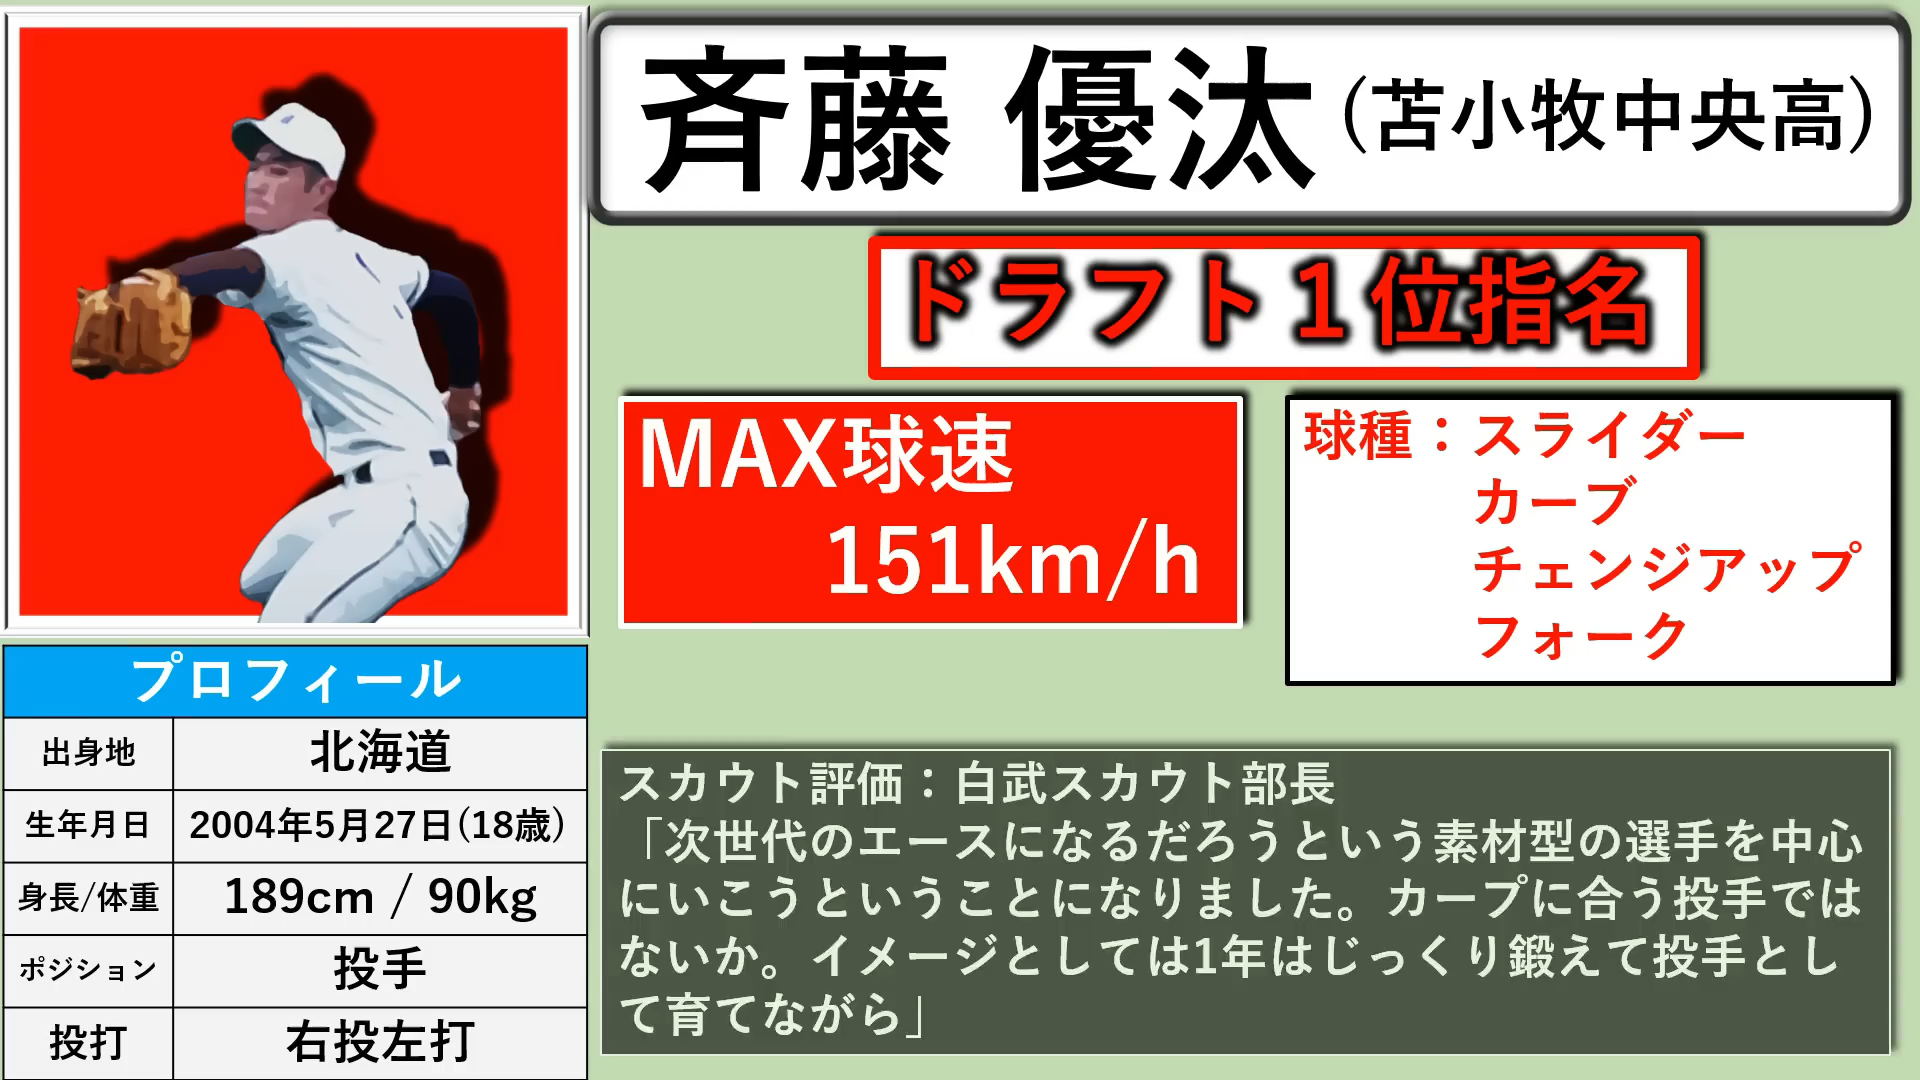 斉藤 優汰(苫小牧中央高)
ドラフト1位指名
MAX球速
151km/h
球種：スライダー
カーブ
チェンジアップ
フォーク
プロフィール
出身地 北海道
生年月日 2004年5月27日(18歳)
身長/体重 189cm / 90kg
ポジション 投手
投打 右投左打
スカウト評価：白武スカウト部長
「次世代のエースになるだろうという素材型の選手を中心
にいこうということになりました。カープに合う投手では
ないか。イメージとしては1年はじっくり鍛えて投手とし
て育てながら」